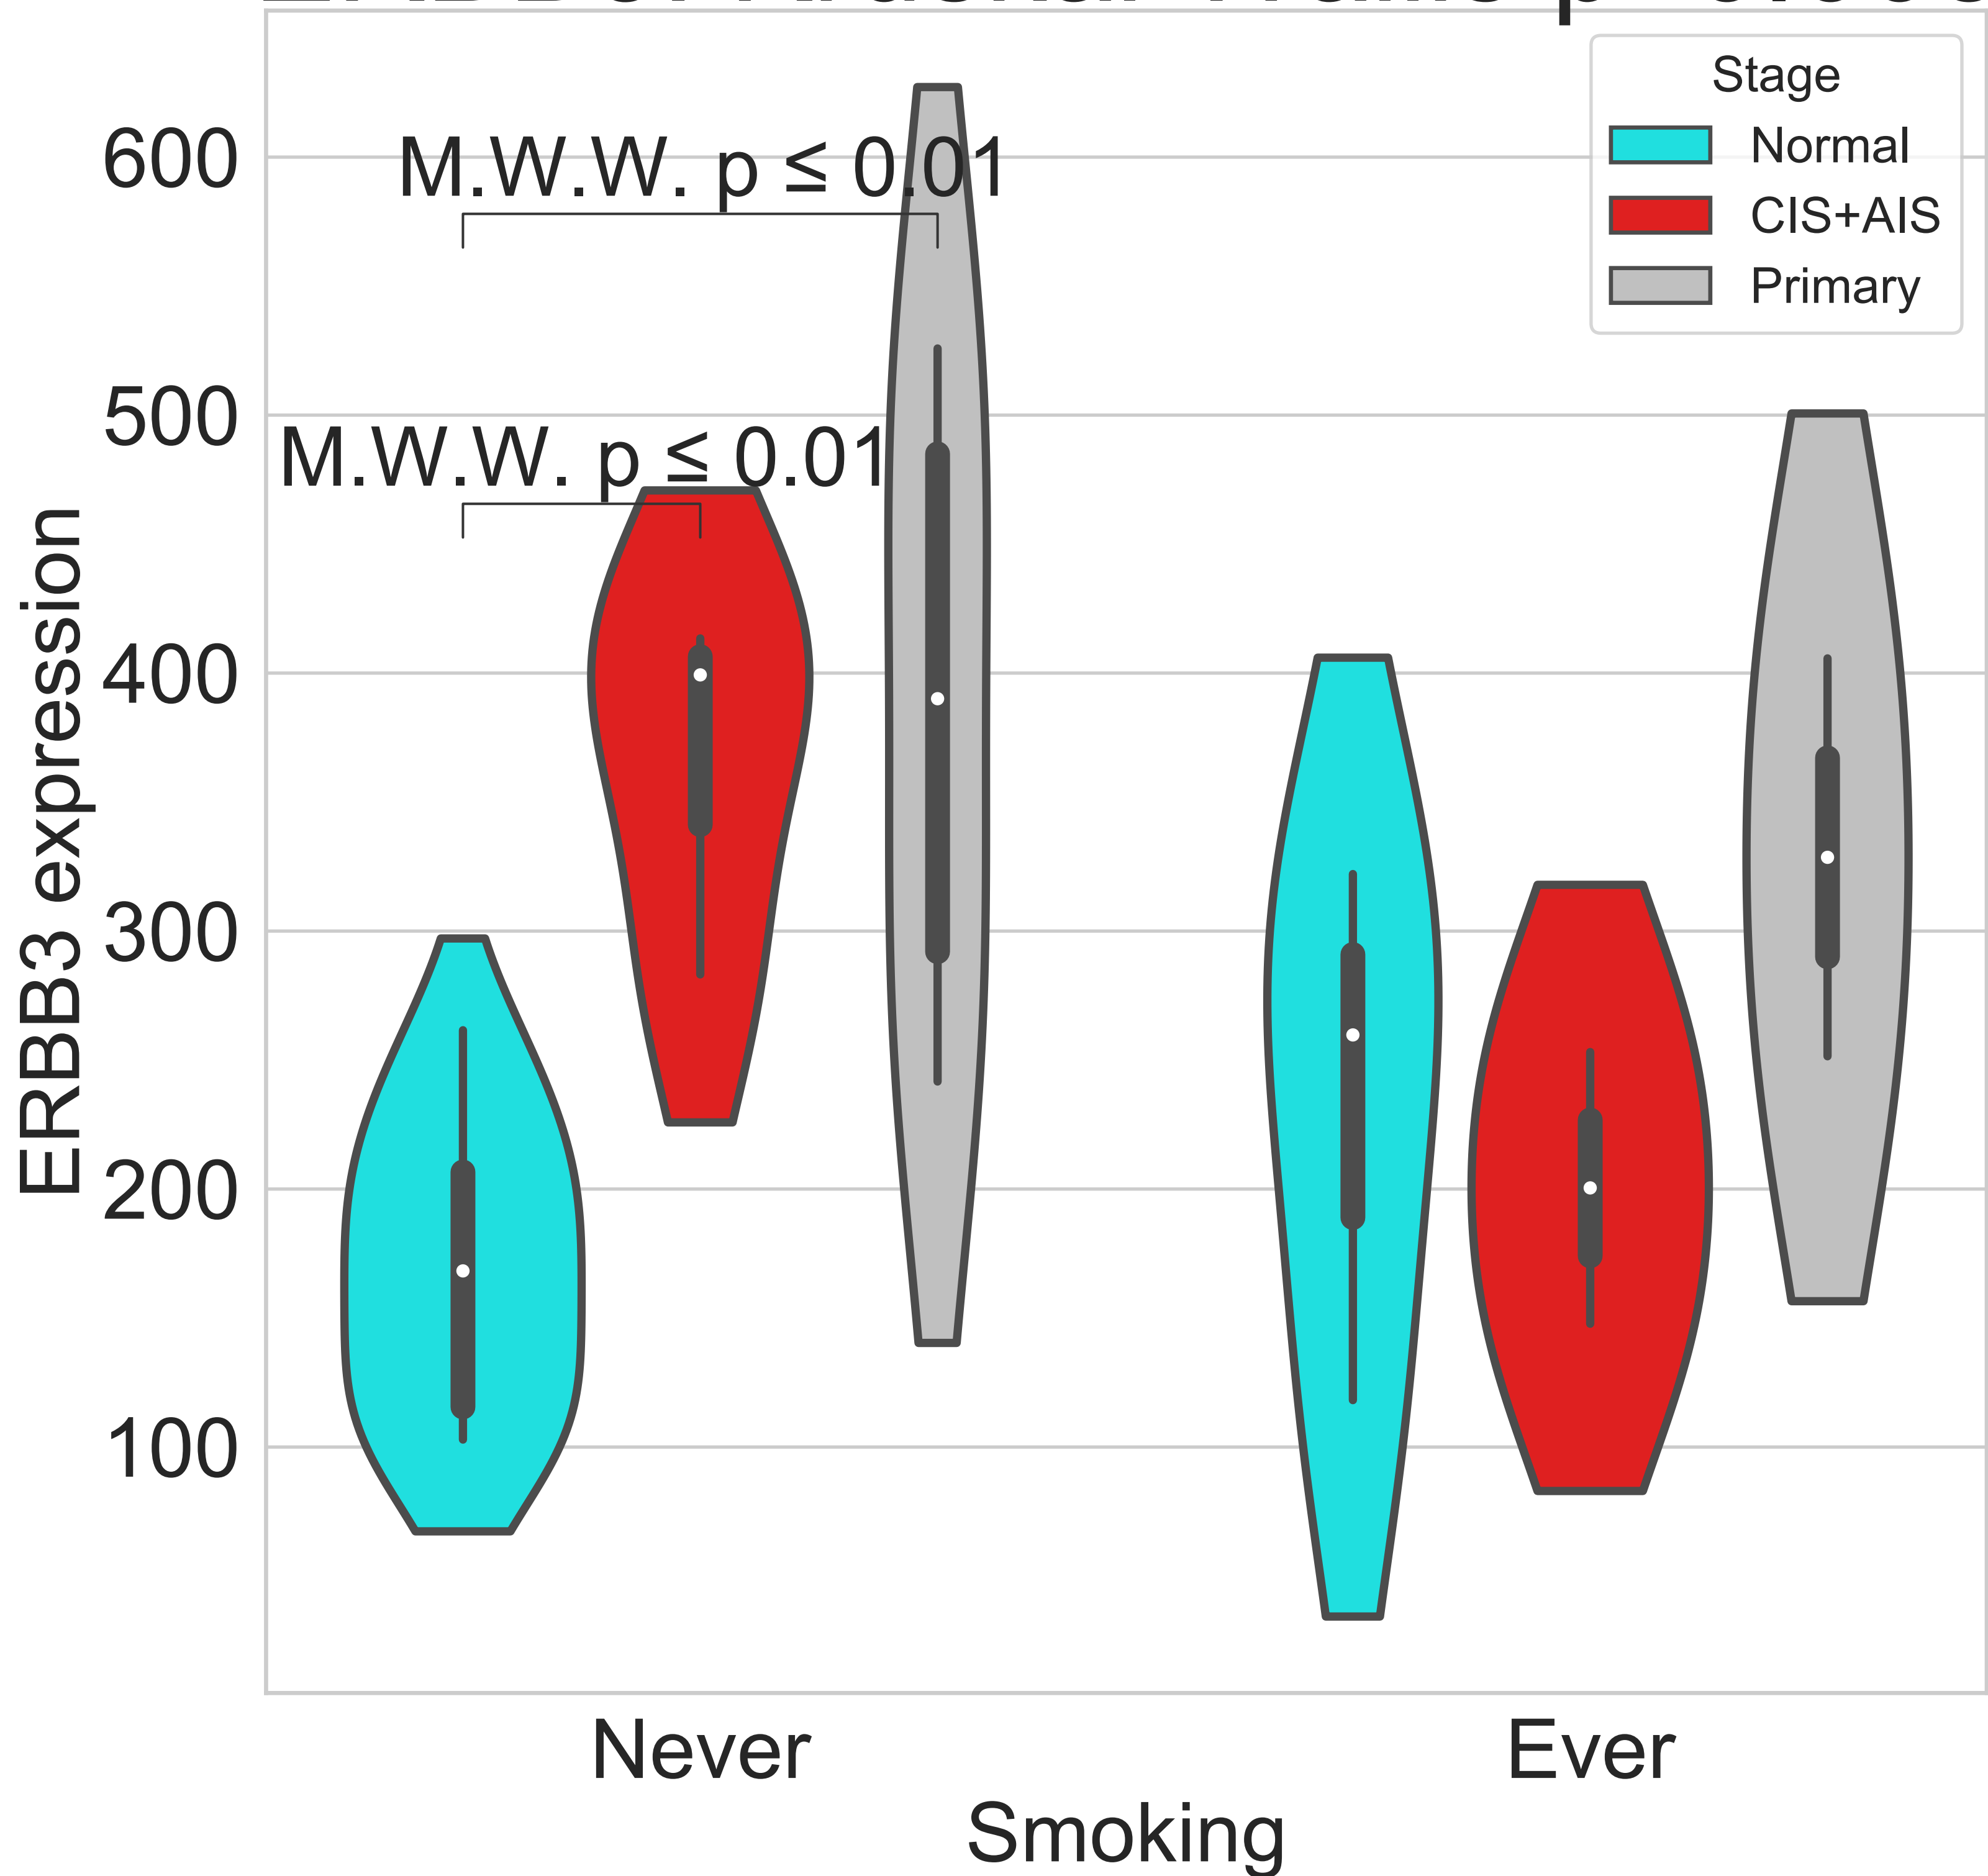 Stage
Normal
CIS+AIS
Primary
M.W.W. p ≤ 0.01
M.W.W. p ≤ 0.01
600
500
400
300
200
100
ERBB3 expression
Never
Ever
Smoking